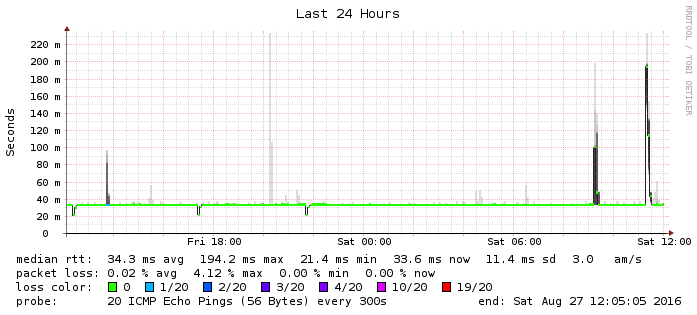 Last 24 Hours
RRDTOOL / TOBI OETIKER
Seconds
220 m
200 m
180 m
160 m
140 m
120 m
100 m
80 m
60 m
40 m
20 m
0
Fri 18:00 Sat 00:00 Sat 06:00 Sat 12:00
median rtt: 34.3 ms avg 194.2 ms max 21.4 ms min 33.6 ms now 11.4 ms sd 3.0 am/s
packet loss: 0.02 % avg 4.12 % max 0.00 % min 0.00 % now
loss color: 0 1/20 2/20 3/20 4/20 10/20 19/20
probe: 20 ICMP Echo Pings (56 Bytes) every 300s end: Sat Aug 27 12:05:05 2016